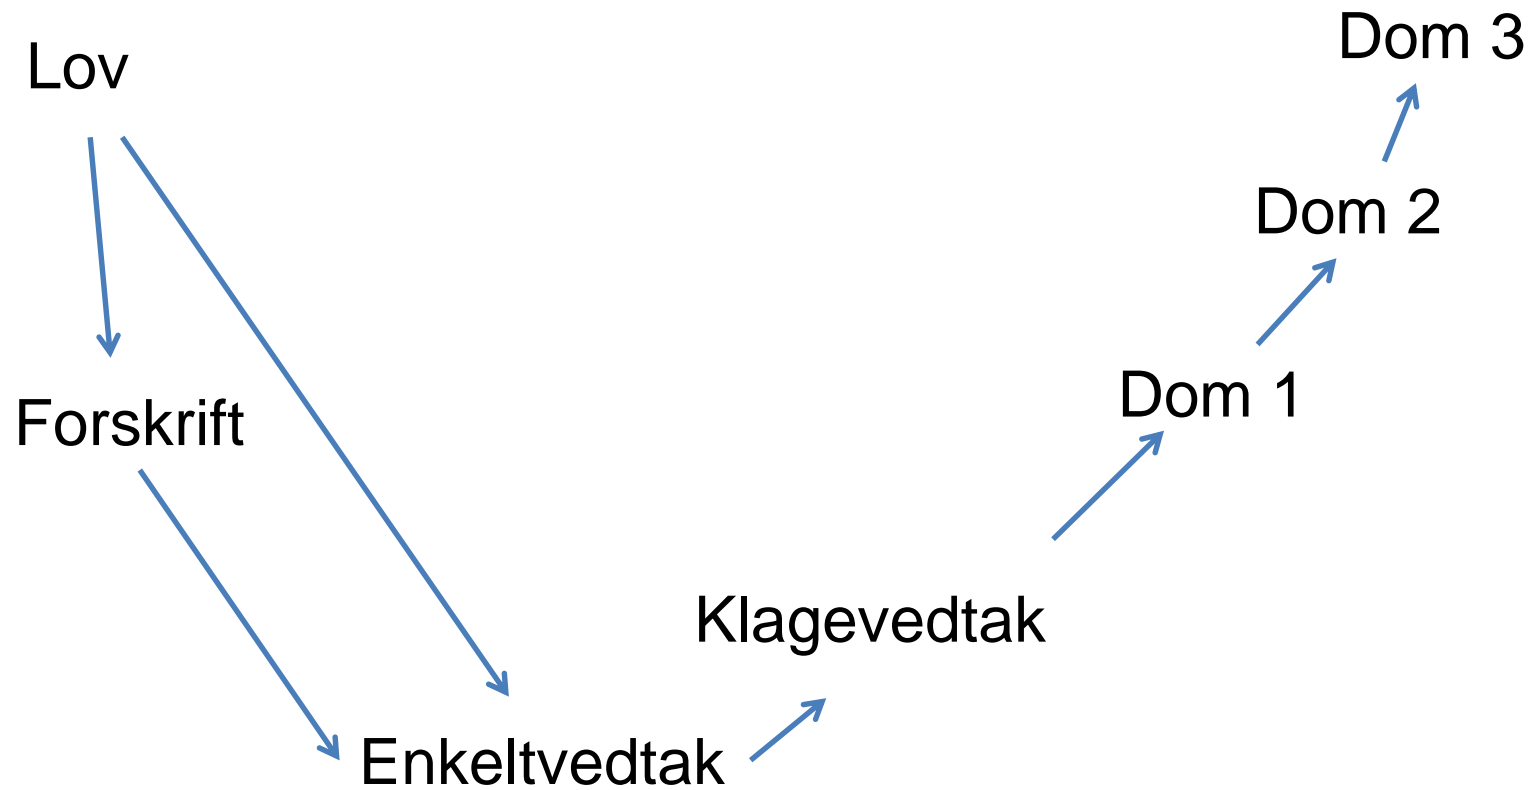 Lov
Forskrift
Enkeltvedtak
Klagevedtak
Dom 1
Dom 2
Dom 3